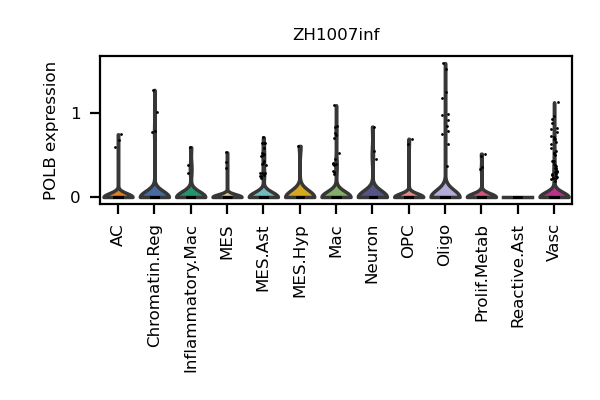 ZH1007inf
POLB expression
1
0
AC
Chromatin.Reg
Inflammatory.Mac
MES
MES.Ast
MES.Hyp
Mac
Neuron
OPC
Oligo
Prolif.Metab
Reactive.Ast
Vasc